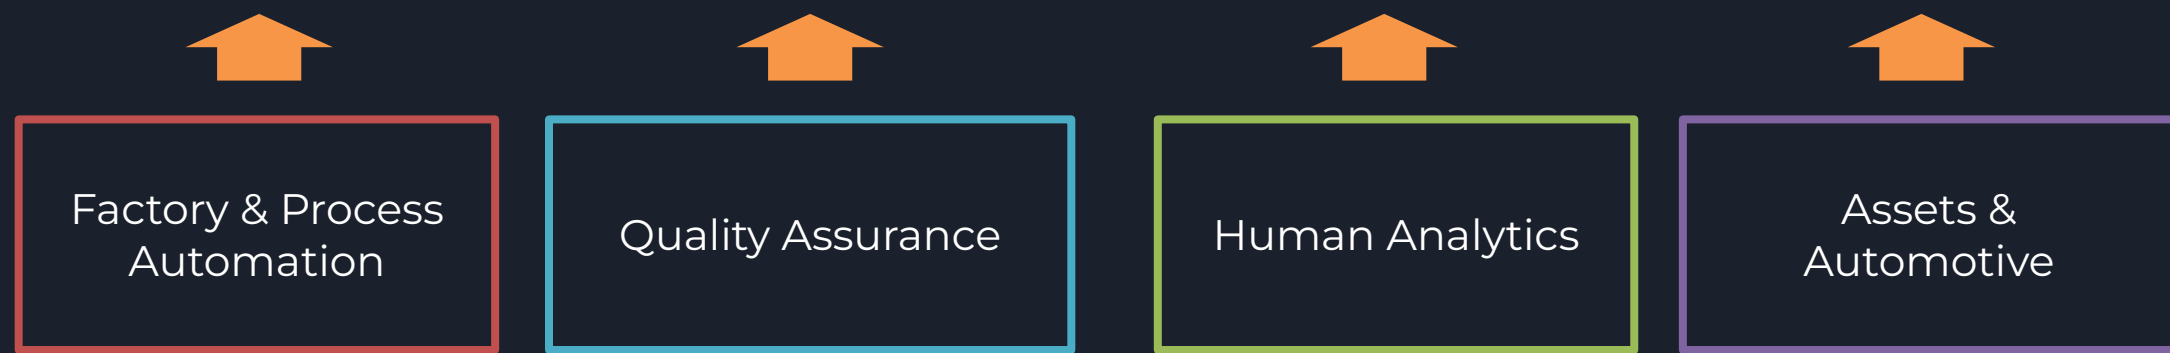 Factory & Process
Automation
Quality Assurance
Human Analytics
Assets &
Automotive